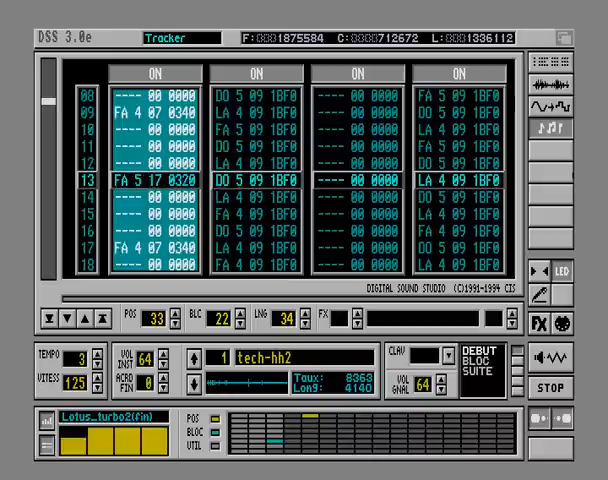 DSS 3.0e Tracker F:0001875584 C:0000712672 L:0001336112
ON ON ON ON
08 ---- 00 0000 DO 5 09 1BF0 ---- 00 0000 FA 5 09 1BF0
09 FA 4 07 0340 LA 4 09 1BF0 ---- 00 0000 DO 5 09 1BF0
10 ---- 00 0000 FA 5 09 1BF0 ---- 00 0000 LA 4 09 1BF0
11 ---- 00 0000 DO 5 09 1BF0 ---- 00 0000 FA 5 09 1BF0
12 ---- 00 0000 LA 4 09 1BF0 ---- 00 0000 DO 5 09 1BF0
13 FA 5 17 0320 DO 5 09 1BF0 ---- 00 0000 LA 4 09 1BF0
14 ---- 00 0000 LA 4 09 1BF0 ---- 00 0000 DO 5 09 1BF0
15 ---- 00 0000 FA 5 09 1BF0 ---- 00 0000 LA 4 09 1BF0
16 ---- 00 0000 DO 5 09 1BF0 ---- 00 0000 FA 5 09 1BF0
17 FA 4 07 0340 LA 4 09 1BF0 ---- 00 0000 DO 5 09 1BF0
18 ---- 00 0000 FA 5 09 1BF0 ---- 00 0000 LA 4 09 1BF0
DIGITAL SOUND STUDIO (C)1991-1994 CIS
LED
POS 33 BLC 22 LNG 34 FX
FX
TEMPO 3
VITESS 125
VOL INST 64
ACRD FIN 0
1 tech-hh2
Taux: 8363
Lon9: 4140
CLAV
VOL GNAL 64
DEBUT
BLOC
SUITE
STOP
Lotus_turbo2(fin)
POS
BLOC
UTIL